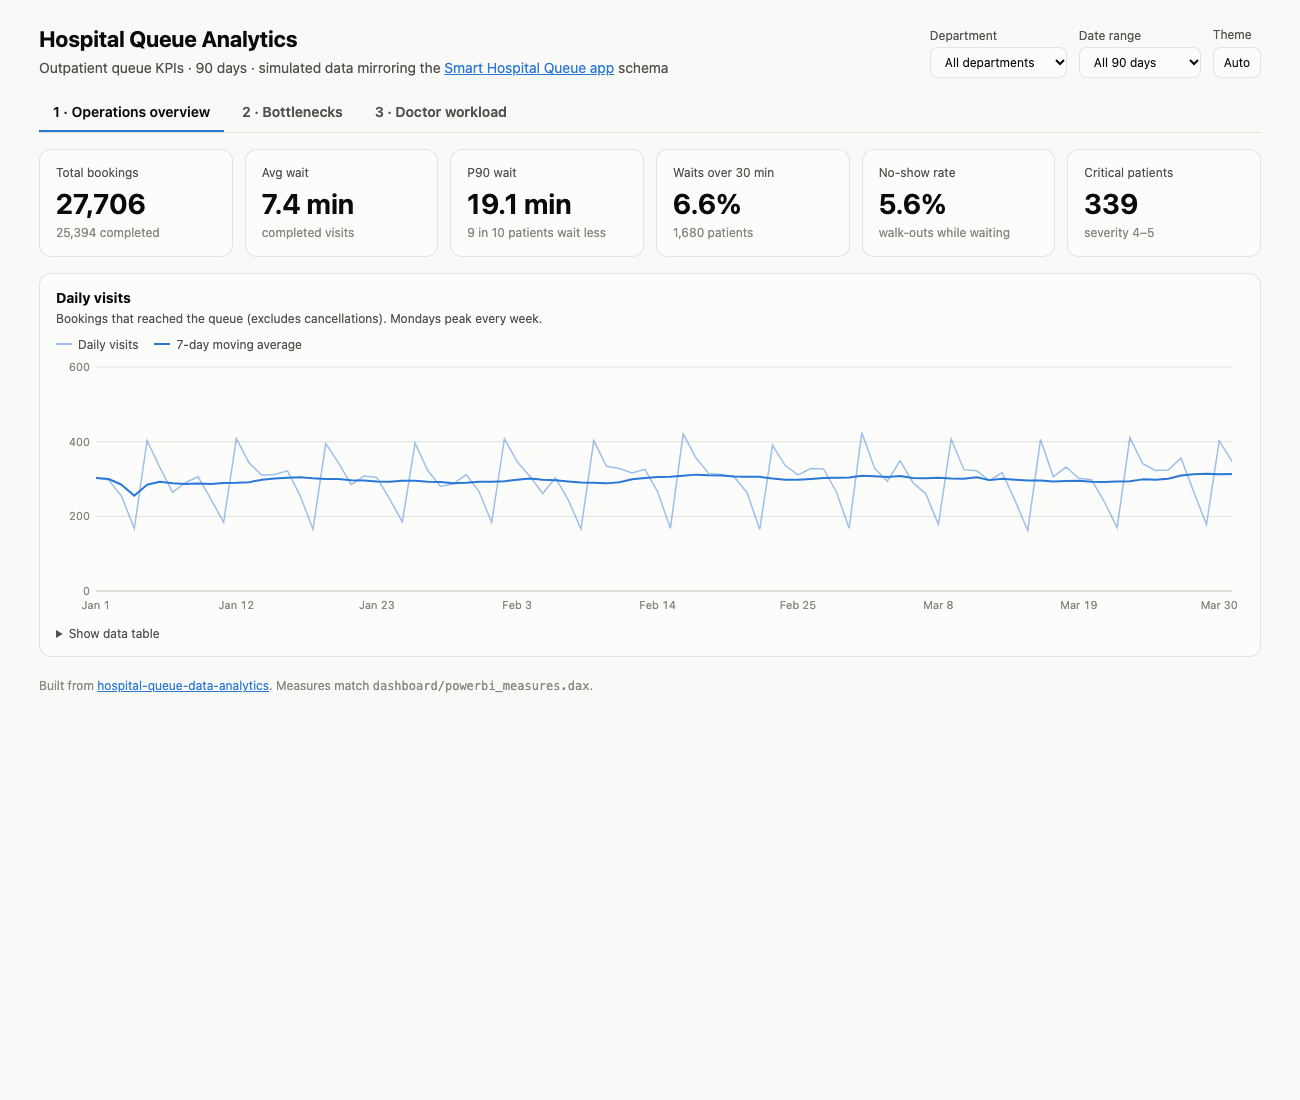 Hospital Queue Analytics
Outpatient queue KPIs · 90 days · simulated data mirroring the Smart Hospital Queue app schema
Department
Date range
Theme
All departments
All 90 days
Auto
1 · Operations overview
2 · Bottlenecks
3 · Doctor workload
Total bookings
27,706
25,394 completed
Avg wait
7.4 min
completed visits
P90 wait
19.1 min
9 in 10 patients wait less
Waits over 30 min
6.6%
1,680 patients
No-show rate
5.6%
walk-outs while waiting
Critical patients
339
severity 4–5
Daily visits
Bookings that reached the queue (excludes cancellations). Mondays peak every week.
Daily visits
7-day moving average
600
400
200
0
Jan 1
Jan 12
Jan 23
Feb 3
Feb 14
Feb 25
Mar 8
Mar 19
Mar 30
Show data table
Built from hospital-queue-data-analytics. Measures match dashboard/powerbi_measures.dax.